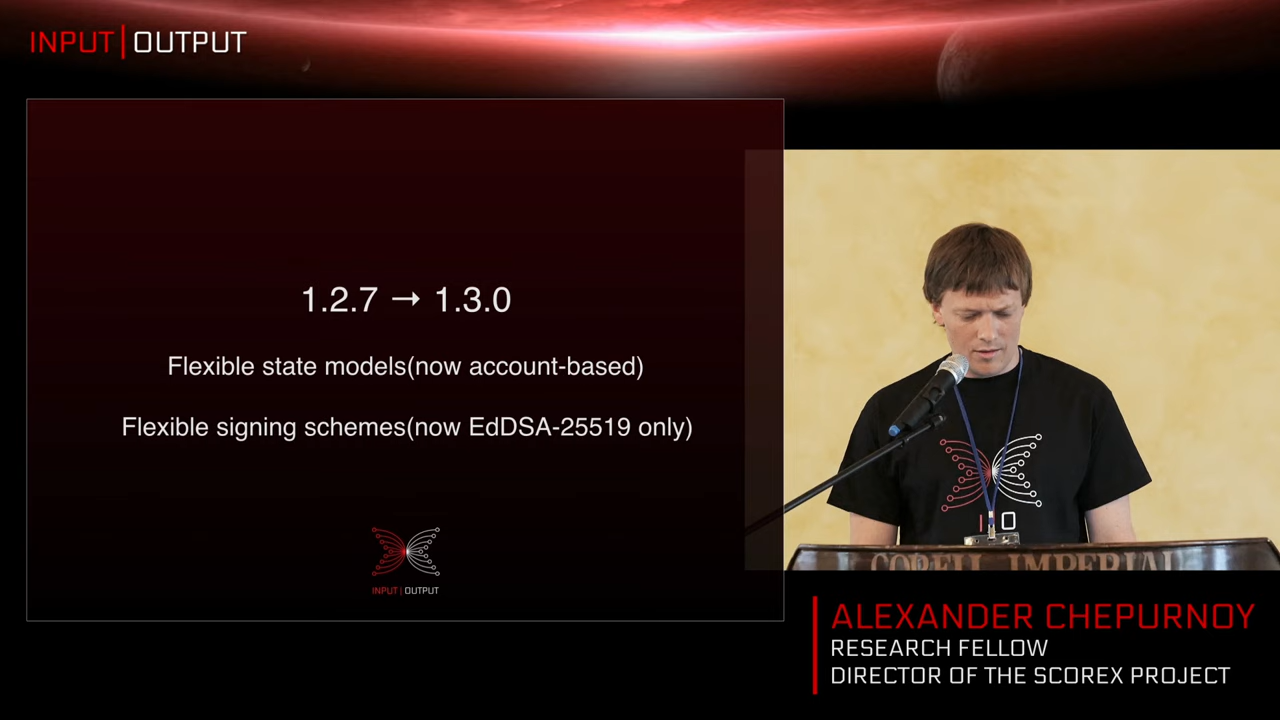 INPUT|OUTPUT
1.2.7 → 1.3.0
Flexible state models(now account-based)
Flexible signing schemes(now EdDSA-25519 only)
INPUT | OUTPUT
I O
IMPERIAL
ALEXANDER CHEPURNOY
RESEARCH FELLOW
DIRECTOR OF THE SCOREX PROJECT